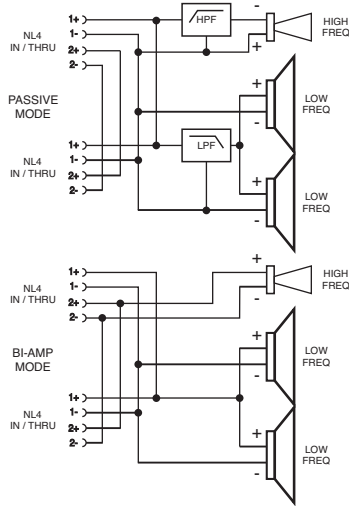 1+
1-
2+
2-
NL4
IN / THRU
HPF
-
+
HIGH
FREQ
PASSIVE
MODE
+
-
LOW
FREQ
1+
1-
2+
2-
NL4
IN / THRU
LPF
+
-
LOW
FREQ
1+
1-
2+
2-
NL4
IN / THRU
+
-
HIGH
FREQ
BI-AMP
MODE
+
-
LOW
FREQ
1+
1-
2+
2-
NL4
IN / THRU
+
-
LOW
FREQ